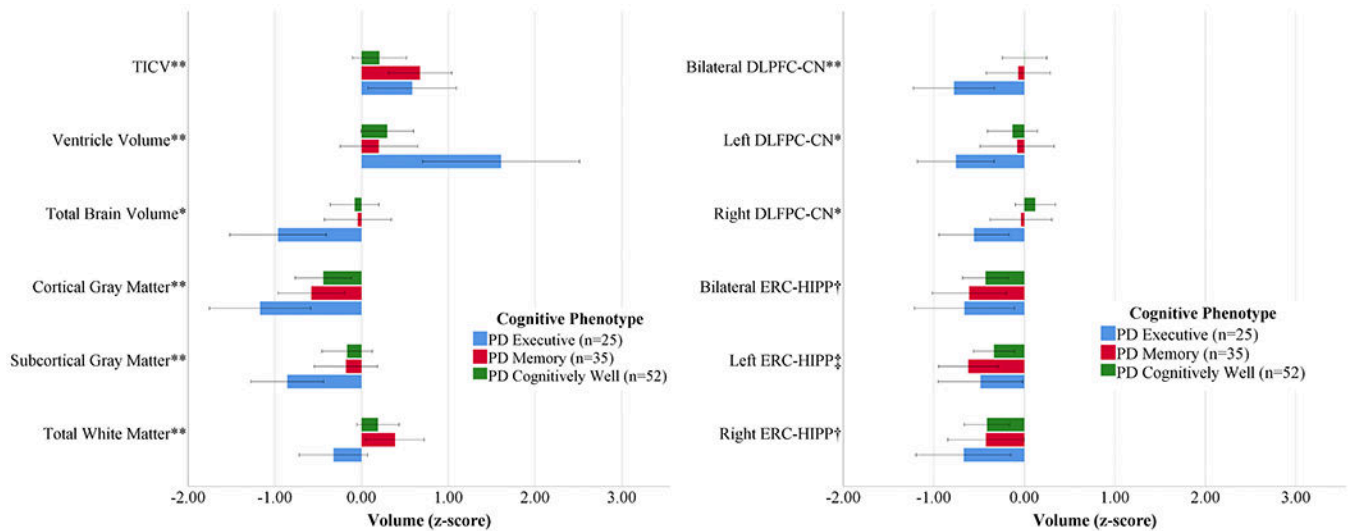 TICV**
Ventricle Volume**
Total Brain Volume*
Cortical Gray Matter**
Subcortical Gray Matter**
Total White Matter**
Cognitive Phenotype
PD Executive (n=25)
PD Memory (n=35)
PD Cognitively Well (n=52)
-2.00 -1.00 0.00 1.00 2.00 3.00
Volume (z-score)
Bilateral DLPFC-CN**
Left DLFPC-CN*
Right DLFPC-CN*
Bilateral ERC-HIPP†
Left ERC-HIPP‡
Right ERC-HIPP†
Cognitive Phenotype
PD Executive (n=25)
PD Memory (n=35)
PD Cognitively Well (n=52)
-2.00 -1.00 0.00 1.00 2.00 3.00
Volume (z-score)